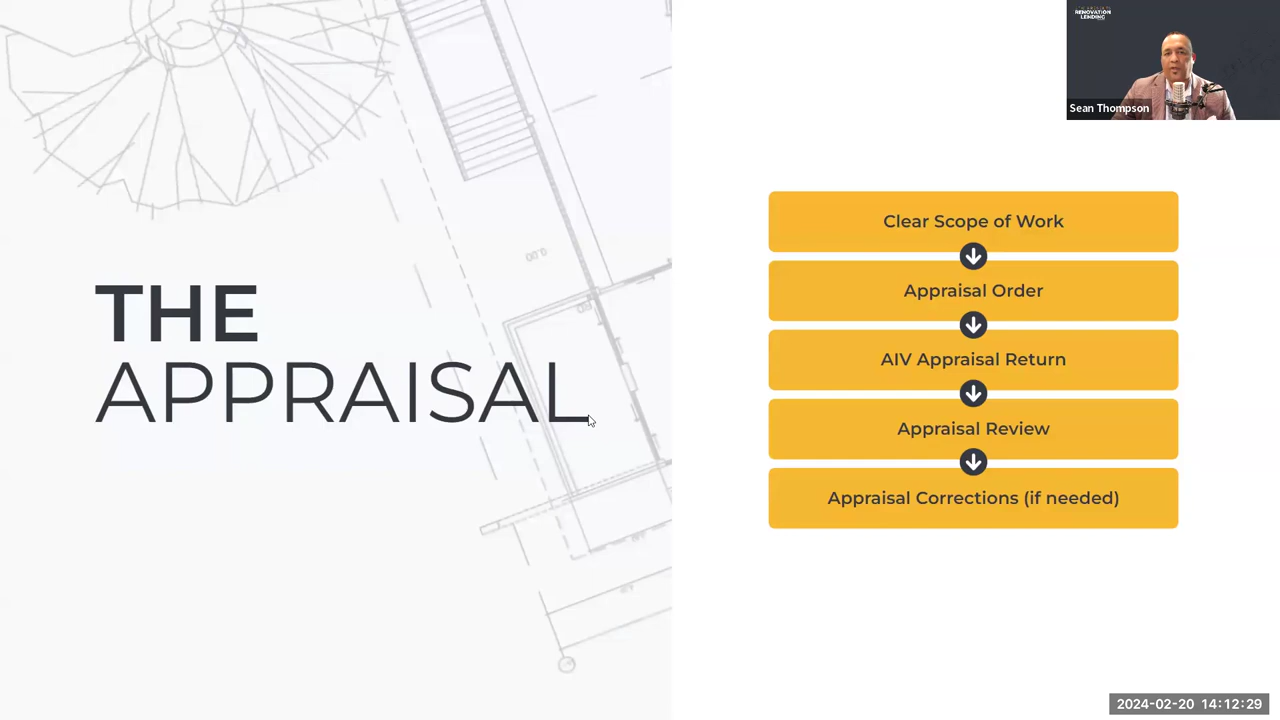 THE
APPRAISAL
RENOVATION
LENDING
Sean Thompson
Clear Scope of Work
Appraisal Order
AIV Appraisal Return
Appraisal Review
Appraisal Corrections (if needed)
2024-02-20 14:12:29